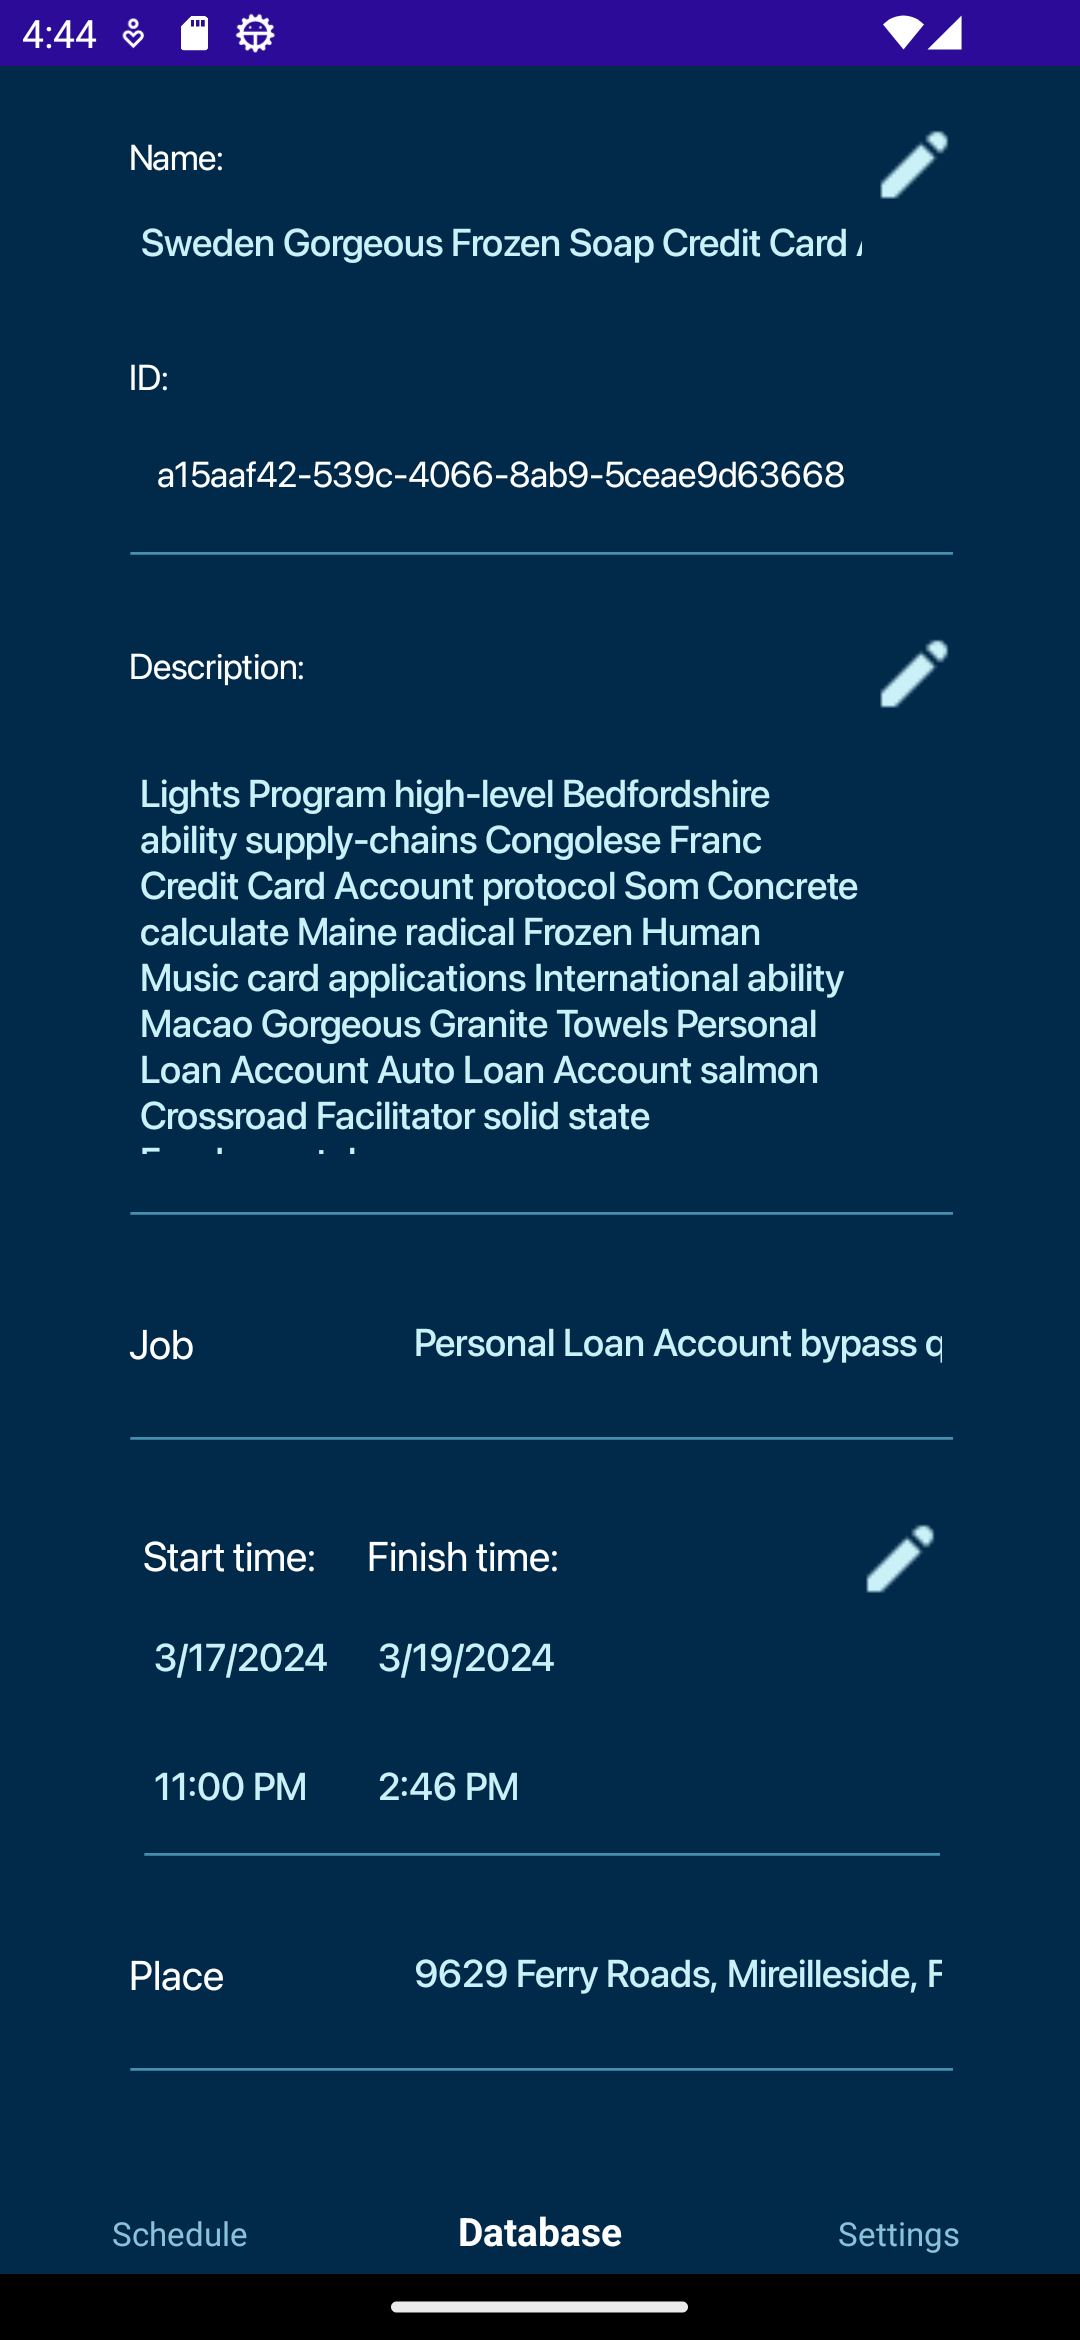 4:44
Name:
Sweden Gorgeous Frozen Soap Credit Card
ID:
a15aaf42-539c-4066-8ab9-5ceae9d63668
Description:
Lights Program high-level Bedfordshire
ability supply-chains Congolese Franc
Credit Card Account protocol Som Concrete
calculate Maine radical Frozen Human
Music card applications International ability
Macao Gorgeous Granite Towels Personal
Loan Account Auto Loan Account salmon
Crossroad Facilitator solid state
Job
Personal Loan Account bypass
Start time:
Finish time:
3/17/2024
3/19/2024
11:00 PM
2:46 PM
Place
9629 Ferry Roads, Mireilleside,
Schedule
Database
Settings